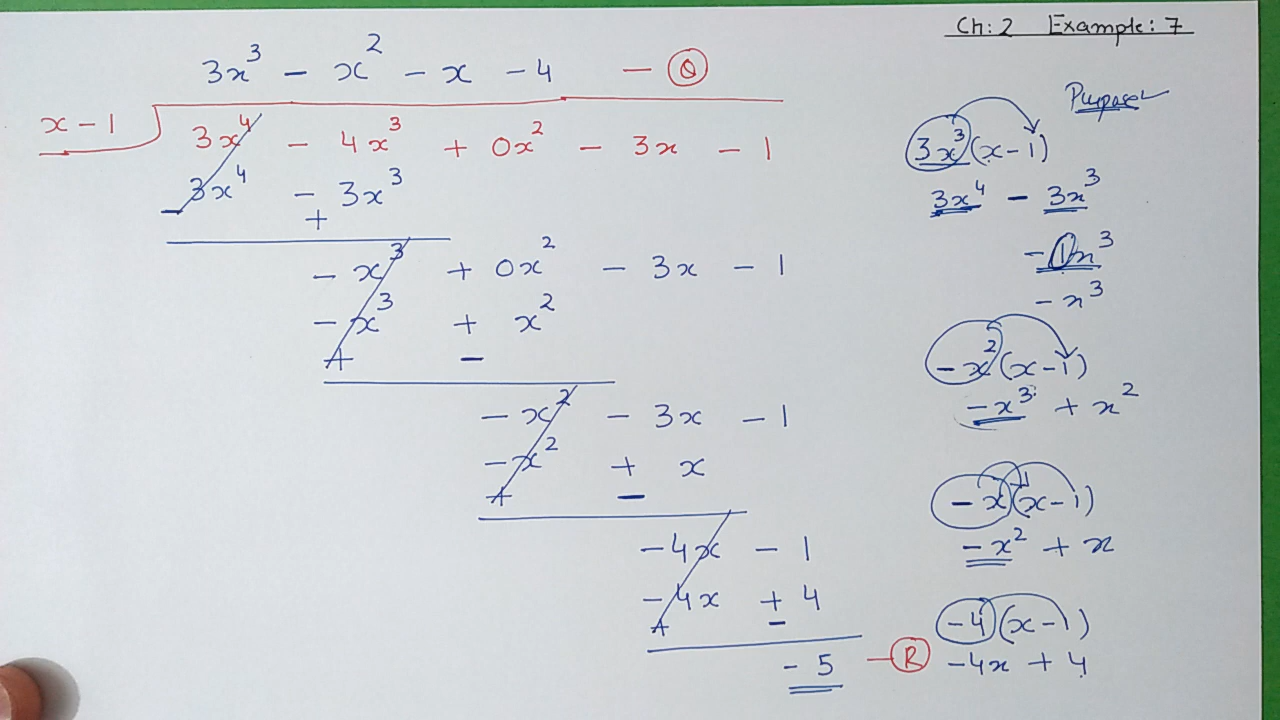 Ch: 2 Example: 7
3x³ - x² - x - 4 - Q
x - 1 ) 3x⁴ - 4x³ + 0x² - 3x - 1
3x⁴ - 3x³
- +
- x³ + 0x² - 3x - 1
- x³ + x²
+ -
- x² - 3x - 1
- x² + x
+ -
- 4x - 1
- 4x + 4
+ -
- 5 - R
Purpose
3x³(x-1)
3x⁴ - 3x³
- 1x³
- x³
- x²(x-1)
- x³ + x²
- x(x-1)
- x² + x
-4(x-1)
-4x + 4